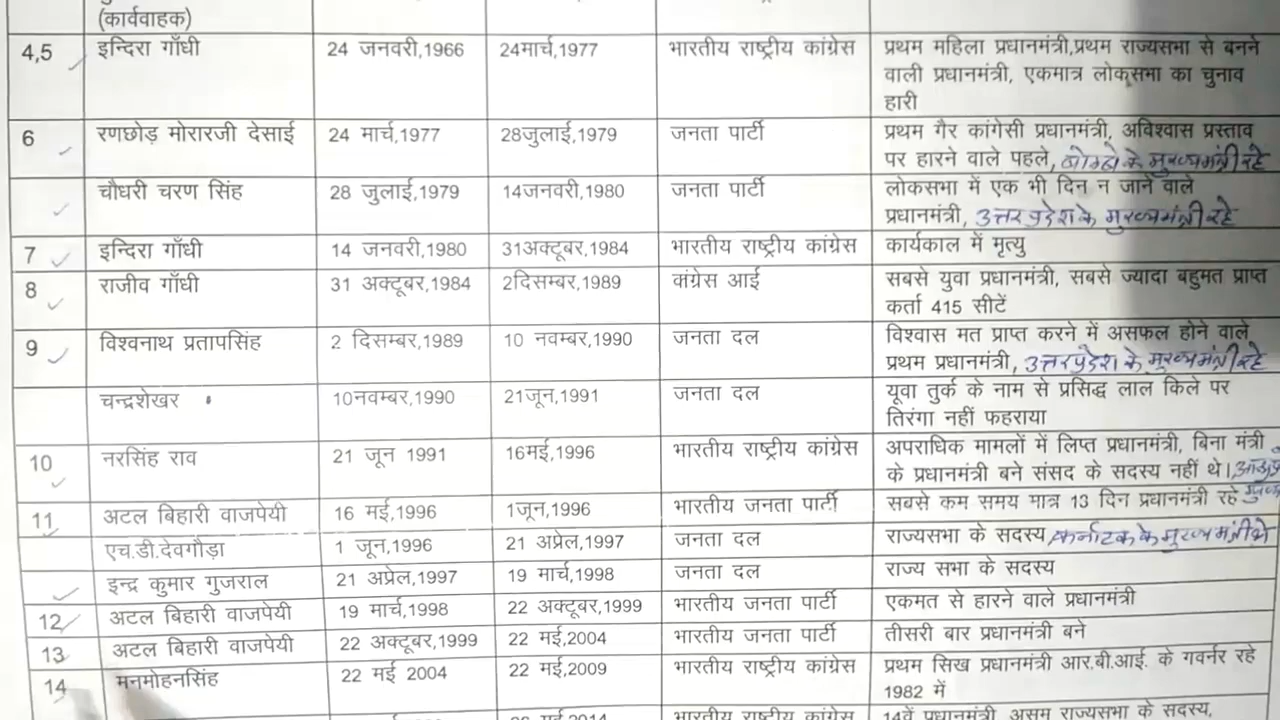 (कार्यवाहक)
4,5 इन्दिरा गाँधी 24 जनवरी,1966 24मार्च,1977 भारतीय राष्ट्रीय कांग्रेस प्रथम महिला प्रधानमंत्री,प्रथम राज्यसभा से बनने
वाली प्रधानमंत्री, एकमात्र लोकसभा का चुनाव
हारी
6 रणछोड़ मोरारजी देसाई 24 मार्च,1977 28जुलाई,1979 जनता पार्टी प्रथम गैर कांगेसी प्रधानमंत्री, अविश्वास प्रस्ताव
पर हारने वाले पहले, बोम्बे के मुख्यमंत्री रहे
चौधरी चरण सिंह 28 जुलाई,1979 14जनवरी,1980 जनता पार्टी लोकसभा में एक भी दिन न जाने वाले
प्रधानमंत्री, उत्तर प्रदेश के मुख्यमंत्री रहे
7 इन्दिरा गाँधी 14 जनवरी,1980 31अक्टूबर,1984 भारतीय राष्ट्रीय कांग्रेस कार्यकाल में मृत्यु
8 राजीव गाँधी 31 अक्टूबर,1984 2दिसम्बर,1989 कांग्रेस आई सबसे युवा प्रधानमंत्री, सबसे ज्यादा बहुमत प्राप्त
कर्ता 415 सीटें
9 विश्वनाथ प्रतापसिंह 2 दिसम्बर,1989 10 नवम्बर,1990 जनता दल विश्वास मत प्राप्त करने में असफल होने वाले
प्रथम प्रधानमंत्री, उत्तरप्रदेश के मुख्यमंत्री रहे
चन्द्रशेखर 10नवम्बर,1990 21जून,1991 जनता दल यूवा तुर्क के नाम से प्रसिद्ध लाल किले पर
तिरंगा नहीं फहराया
10 नरसिंह राव 21 जून 1991 16मई,1996 भारतीय राष्ट्रीय कांग्रेस अपराधिक मामलों में लिप्त प्रधानमंत्री, बिना मंत्री
के प्रधानमंत्री बने संसद के सदस्य नहीं थे।
11 अटल बिहारी वाजपेयी 16 मई,1996 1जून,1996 भारतीय जनता पार्टी सबसे कम समय मात्र 13 दिन प्रधानमंत्री रहे
एच.डी.देवगौड़ा 1 जून,1996 21 अप्रेल,1997 जनता दल राज्यसभा के सदस्य, कर्नाटक के मुख्यमंत्री थे
इन्द्र कुमार गुजराल 21 अप्रेल,1997 19 मार्च,1998 जनता दल राज्य सभा के सदस्य
12 अटल बिहारी वाजपेयी 19 मार्च,1998 22 अक्टूबर,1999 भारतीय जनता पार्टी एकमत से हारने वाले प्रधानमंत्री
13 अटल बिहारी वाजपेयी 22 अक्टूबर,1999 22 मई,2004 भारतीय जनता पार्टी तीसरी बार प्रधानमंत्री बने
14 मनमोहनसिंह 22 मई 2004 22 मई,2009 भारतीय राष्ट्रीय कांग्रेस प्रथम सिख प्रधानमंत्री आर.बी.आई. के गवर्नर रहे
1982 में
भारतीय राष्ट्रीय कांग्रेस 14वें प्रधानमंत्री, असम राज्यसभा के सदस्य,